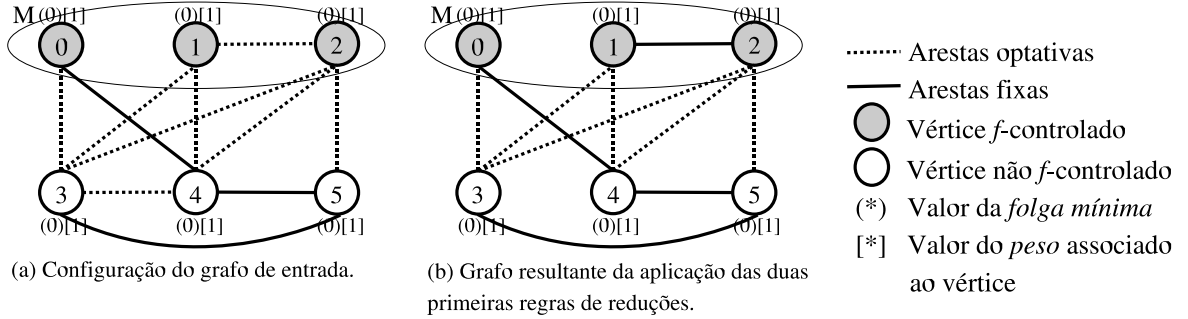 M (0)[1] (0)[1] (0)[1]
0 1 2
3 4 5
(0)[1] (0)[1] (0)[1]
(a) Configuração do grafo de entrada.
M (0)[1] (0)[1] (0)[1]
0 1 2
3 4 5
(0)[1] (0)[1] (0)[1]
(b) Grafo resultante da aplicação das duas
primeiras regras de reduções.
Arestas optativas
Arestas fixas
Vértice f-controlado
Vértice não f-controlado
(*) Valor da folga mínima
[*] Valor do peso associado
ao vértice